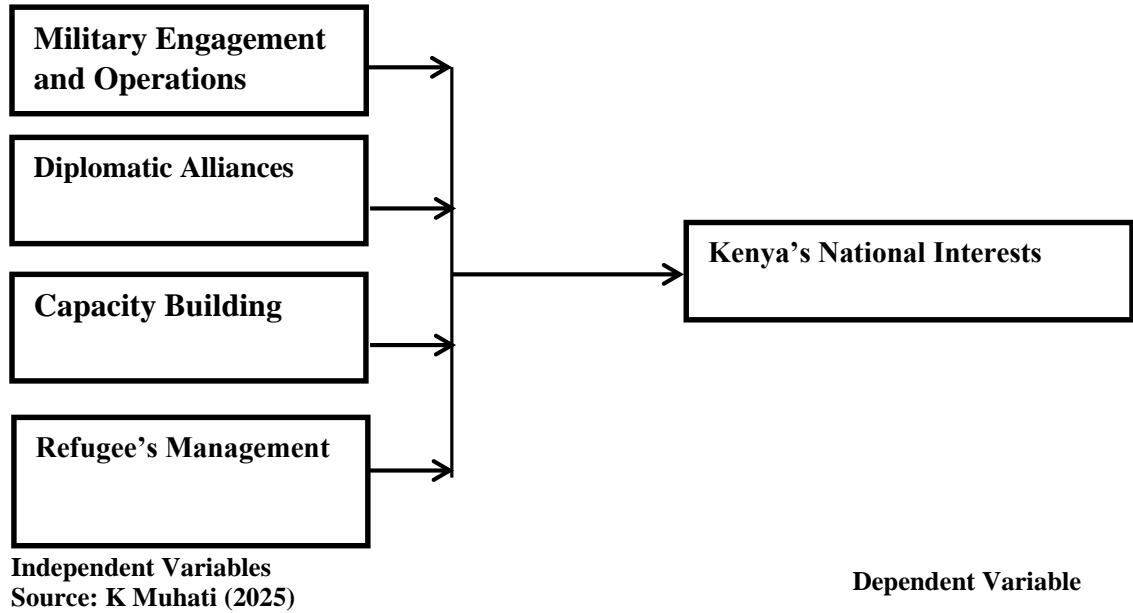 Military Engagement
and Operations
Diplomatic Alliances
Capacity Building
Refugee’s Management
Kenya’s National Interests
Independent Variables
Source: K Muhati (2025)
Dependent Variable